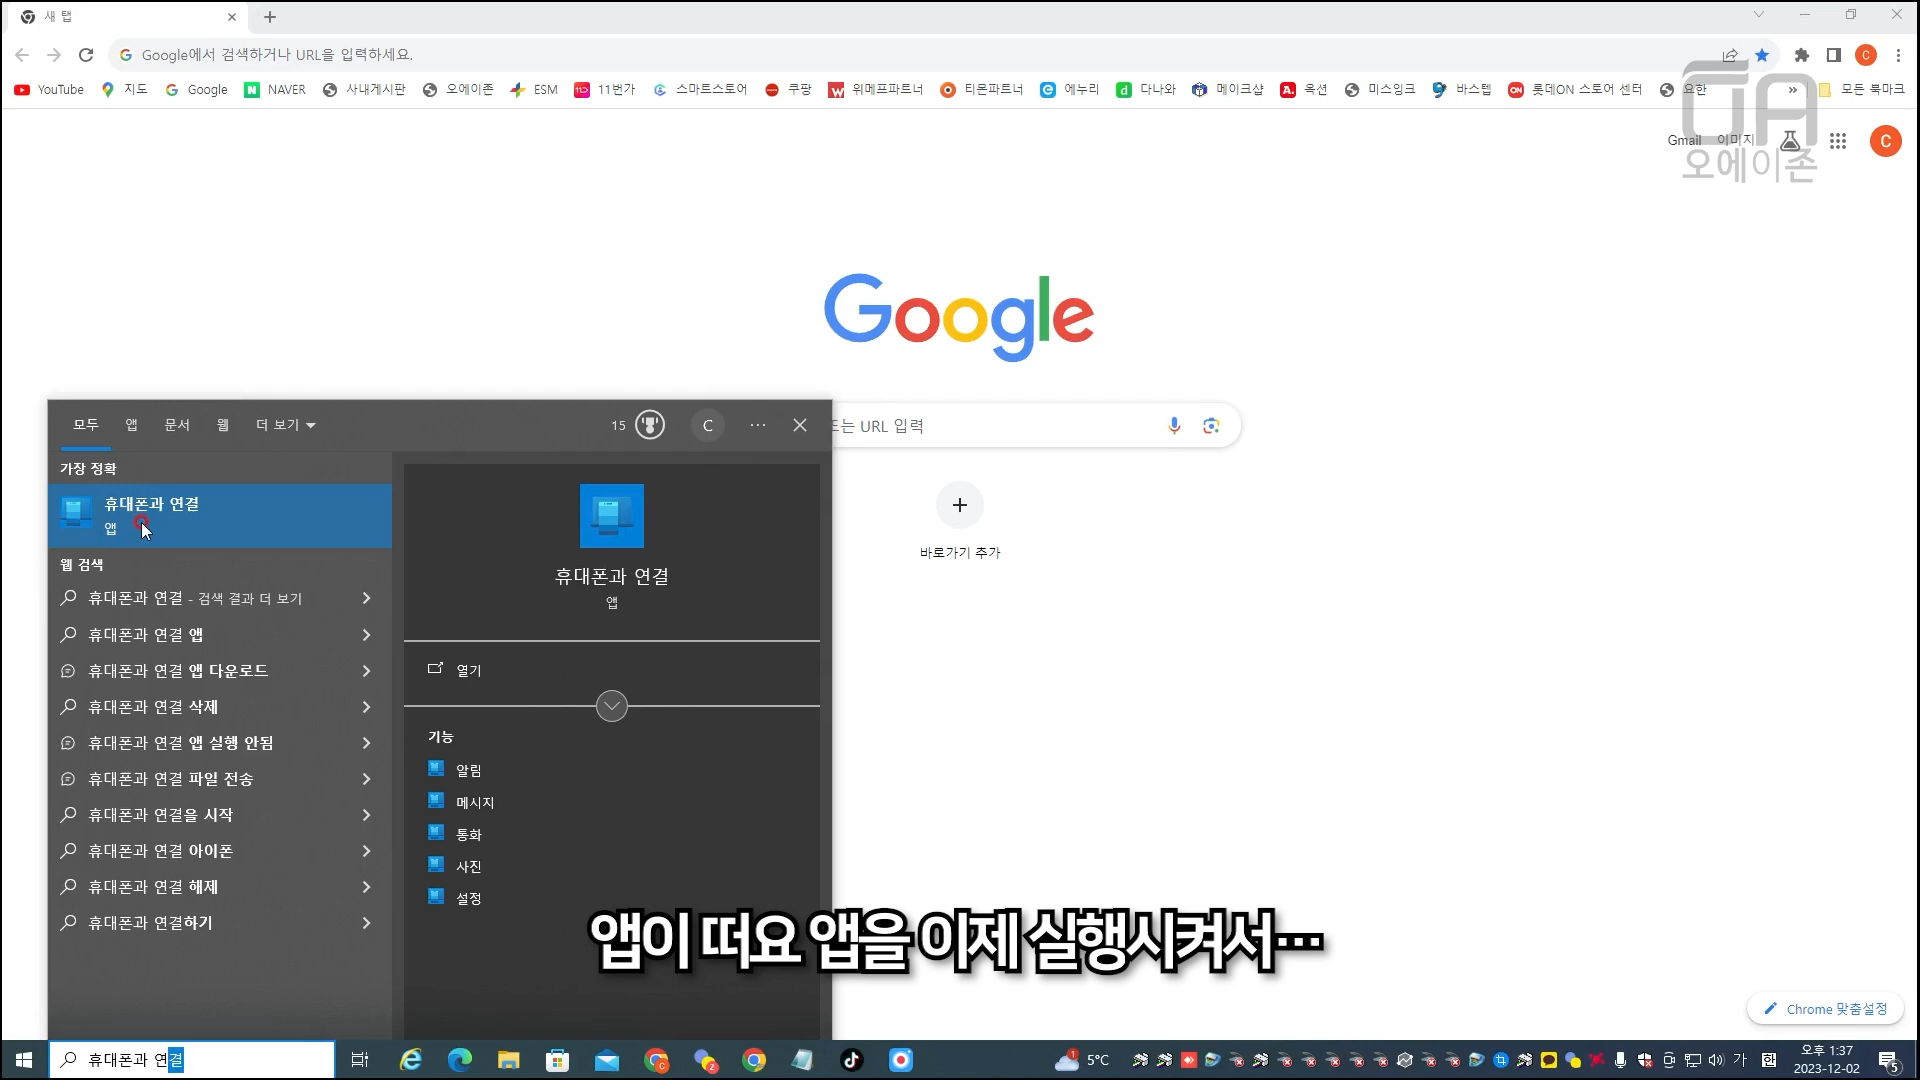 새 탭
Google에서 검색하거나 URL을 입력하세요.
C
YouTube 지도 Google NAVER 사내게시판 오에이존 ESM 11번가 스마트스토어 쿠팡 위메프파트너 티몬파트너 에누리 다나와 메이크샵 옥션 미스잉크 바스텝 롯데ON 스토어 센터 요한 » 모든 북마크
Gmail 이미지 C
OA
오에이존
Google
는 URL 입력
바로가기 추가
모두 앱 문서 웹 더 보기 15 C ···
가장 정확
휴대폰과 연결
앱
웹 검색
휴대폰과 연결 - 검색 결과 더 보기
휴대폰과 연결 앱
휴대폰과 연결 앱 다운로드
휴대폰과 연결 삭제
휴대폰과 연결 앱 실행 안됨
휴대폰과 연결 파일 전송
휴대폰과 연결을 시작
휴대폰과 연결 아이폰
휴대폰과 연결 해제
휴대폰과 연결하기
휴대폰과 연결
앱
열기
기능
알림
메시지
통화
사진
설정
앱이 떠요 앱을 이제 실행시켜서…
Chrome 맞춤설정
휴대폰과 연결
1 5°C 가 한 오후 1:37
2023-12-02 5